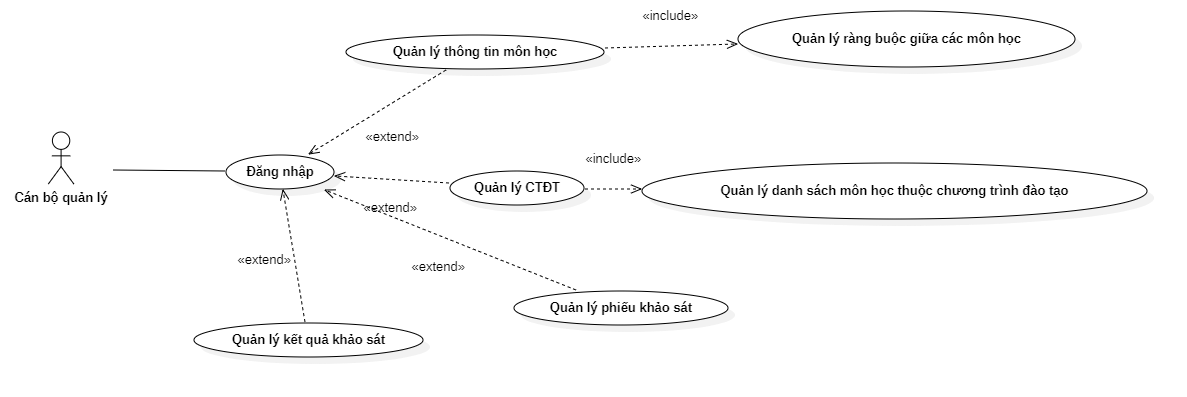 «include»
Quản lý ràng buộc giữa các môn học
Quản lý thông tin môn học
«extend»
Cán bộ quản lý
Đăng nhập
«include»
Quản lý CTĐT
Quản lý danh sách môn học thuộc chương trình đào tạo
«extend»
«extend»
«extend»
Quản lý phiếu khảo sát
Quản lý kết quả khảo sát